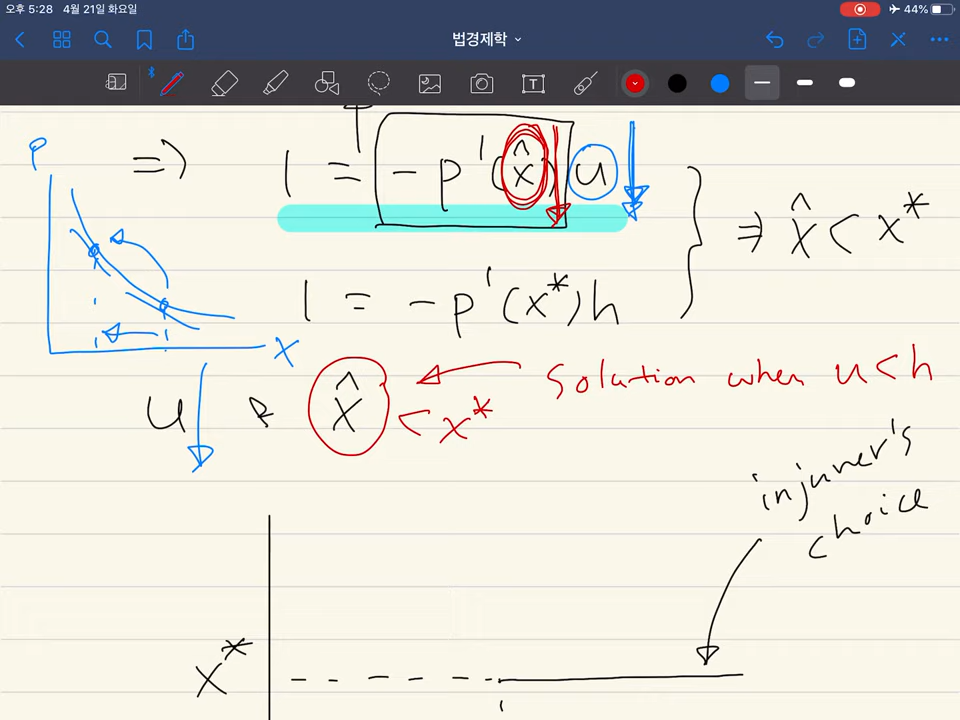 오후 5:28 4월 21일 화요일
44%
법경제학
P
=> 1 = - p'(x̂) u
1 = - p'(x*) h
=> x̂ < x*
x
u x̂ < x*
Solution when u < h
injurer's
choice
x*